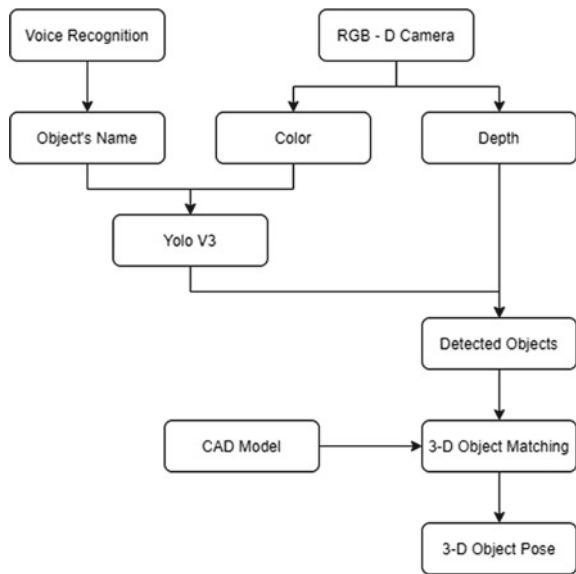 Voice Recognition
RGB - D Camera
Object's Name
Color
Depth
Yolo V3
Detected Objects
CAD Model
3-D Object Matching
3-D Object Pose